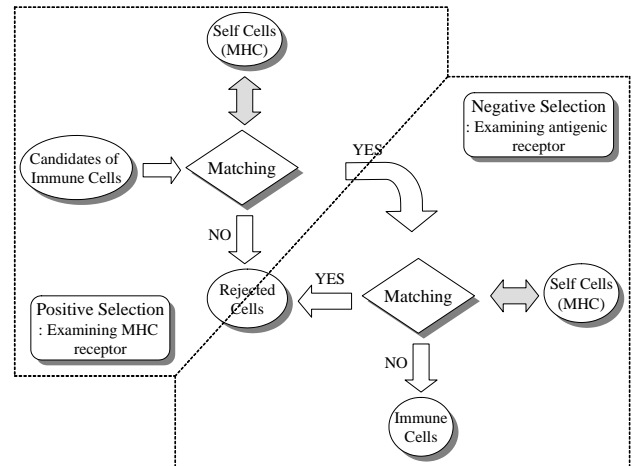 Self Cells
(MHC)
Negative Selection
: Examining antigenic
receptor
YES
Candidates of
Immune Cells
Matching
NO
YES
Rejected
Cells
Matching
Self Cells
(MHC)
Positive Selection
: Examining MHC
receptor
NO
Immune
Cells